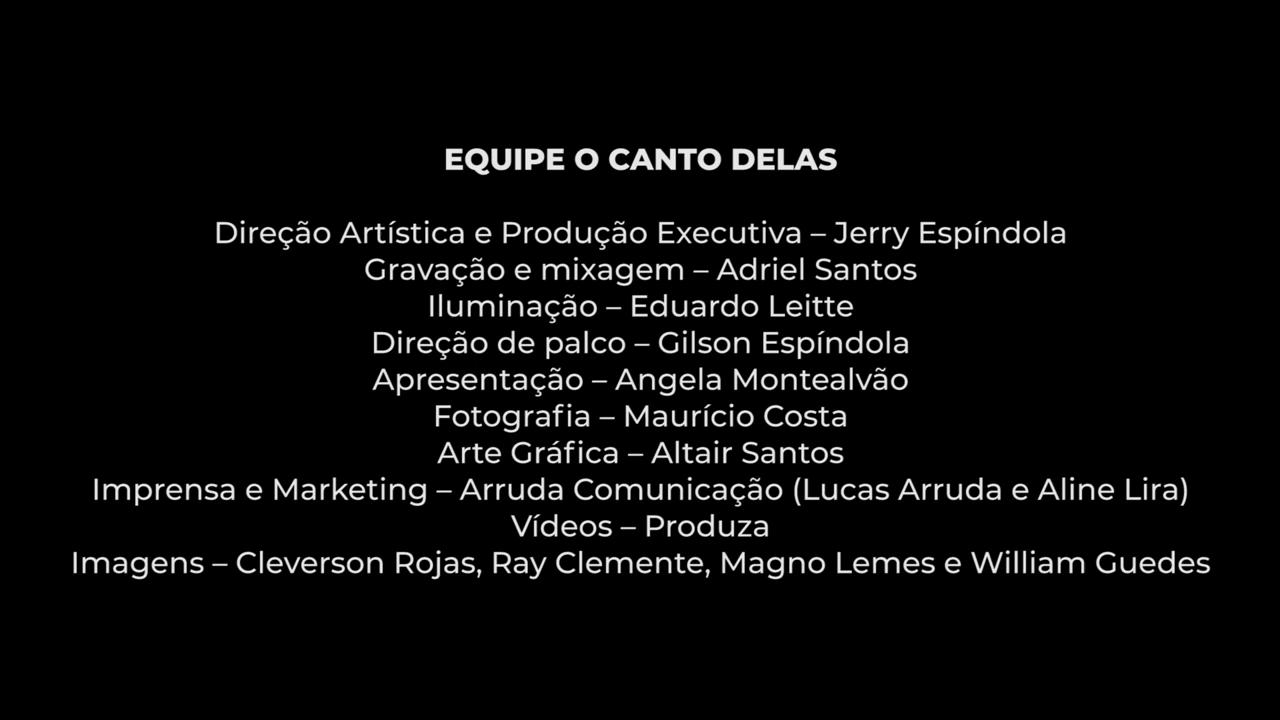 EQUIPE O CANTO DELAS
Direção Artística e Produção Executiva – Jerry Espíndola
Gravação e mixagem – Adriel Santos
Iluminação – Eduardo Leitte
Direção de palco – Gilson Espíndola
Apresentação – Angela Montealvão
Fotografia – Maurício Costa
Arte Gráfica – Altair Santos
Imprensa e Marketing – Arruda Comunicação (Lucas Arruda e Aline Lira)
Vídeos – Produza
Imagens – Cleverson Rojas, Ray Clemente, Magno Lemes e William Guedes